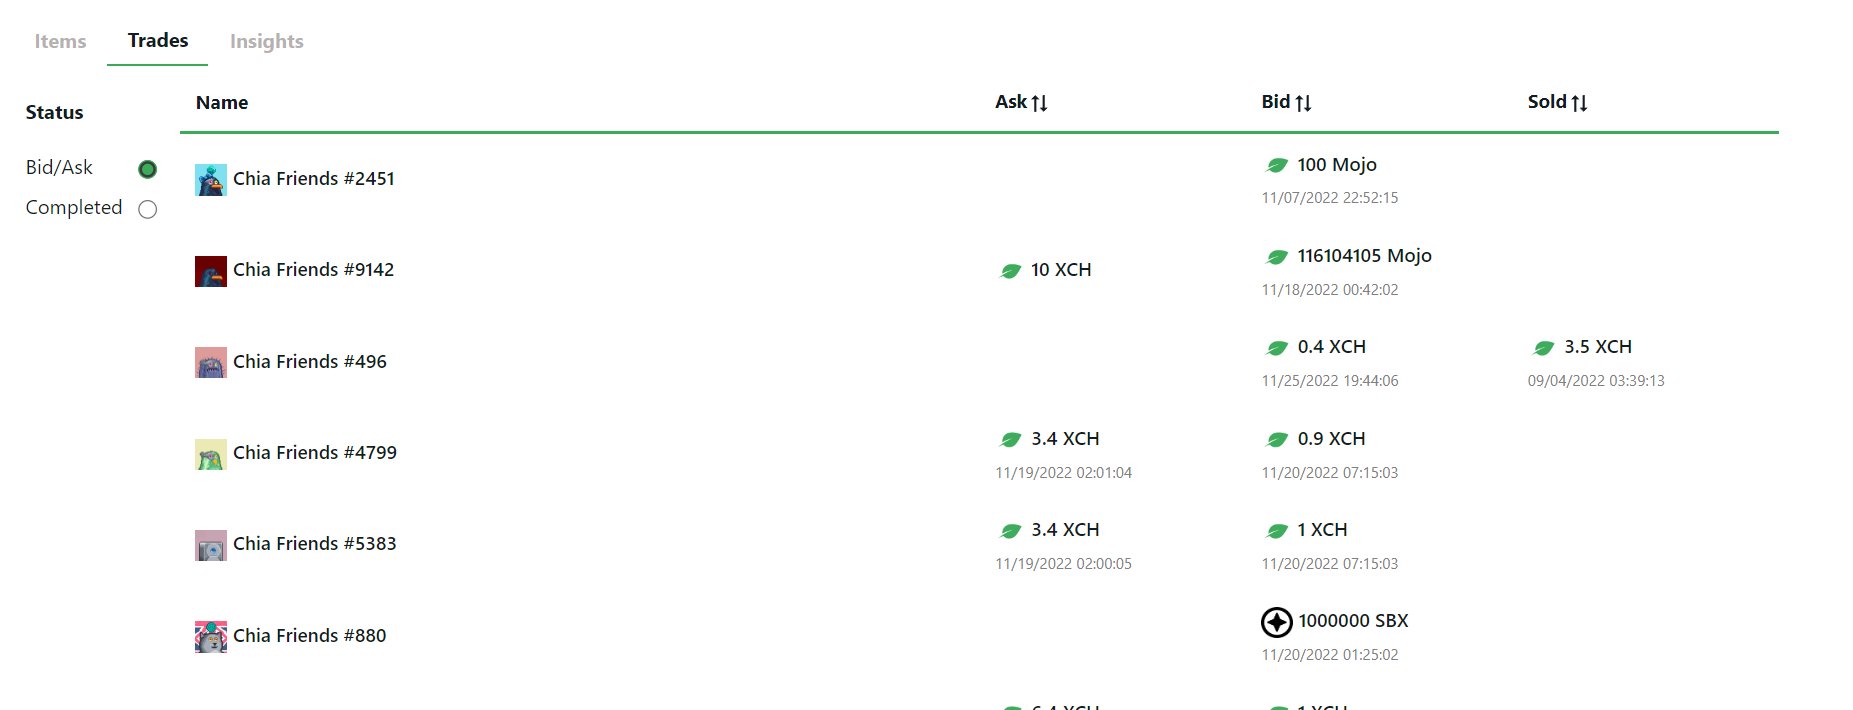 Items Trades Insights
Status
Name Ask Bid Sold
Bid/Ask
Completed
Chia Friends #2451
100 Mojo
11/07/2022 22:52:15
Chia Friends #9142
10 XCH
116104105 Mojo
11/18/2022 00:42:02
Chia Friends #496
0.4 XCH
11/25/2022 19:44:06
3.5 XCH
09/04/2022 03:39:13
Chia Friends #4799
3.4 XCH
11/19/2022 02:01:04
0.9 XCH
11/20/2022 07:15:03
Chia Friends #5383
3.4 XCH
11/19/2022 02:00:05
1 XCH
11/20/2022 07:15:03
Chia Friends #880
1000000 SBX
11/20/2022 01:25:02